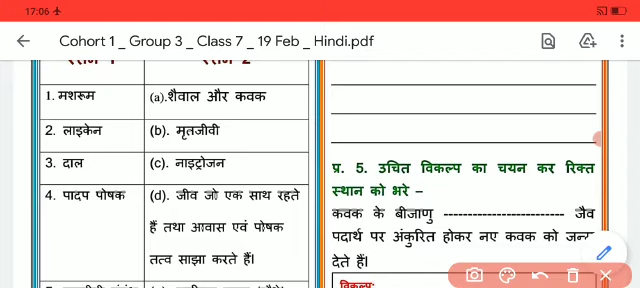 17:06
Cohort 1 _ Group 3 _ Class 7 _ 19 Feb _ Hindi.pdf
1. मशरूम (a).शैवाल और कवक
2. लाइकेन (b). मृतजीवी
3. दाल (c). नाइट्रोजन
4. पादप पोषक (d). जीव जो एक साथ रहते
हैं तथा आवास एवं पोषक
तत्व साझा करते हैं।
प्र. 5. उचित विकल्प का चयन कर रिक्त
स्थान को भरे –
कवक के बीजाणु ------------------------ जैव
पदार्थ पर अंकुरित होकर नए कवक को जन्म
देते हैं।
विकल्प: